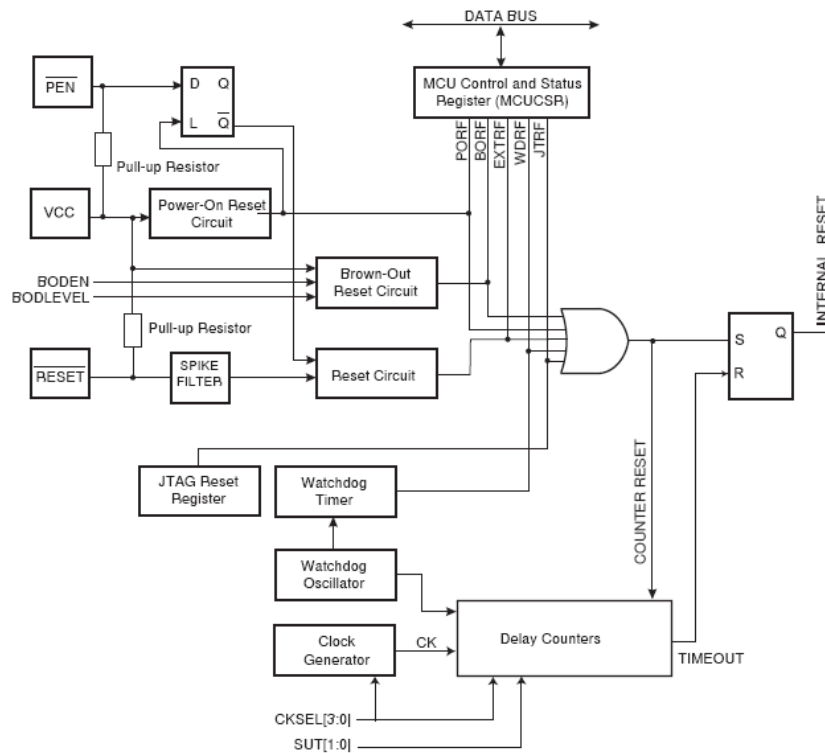 DATA BUS
PEN
D Q
L Q
MCU Control and Status
Register (MCUCSR)
PORF
BORF
EXTRF
WDRF
JTRF
Pull-up Resistor
VCC
Power-On Reset
Circuit
BODEN
BODLEVEL
Brown-Out
Reset Circuit
Pull-up Resistor
RESET
SPIKE
FILTER
Reset Circuit
S Q
R
INTERNAL RESET
JTAG Reset
Register
Watchdog
Timer
COUNTER RESET
Watchdog
Oscillator
Clock
Generator
CK
Delay Counters
TIMEOUT
CKSEL[3:0]
SUT[1:0]